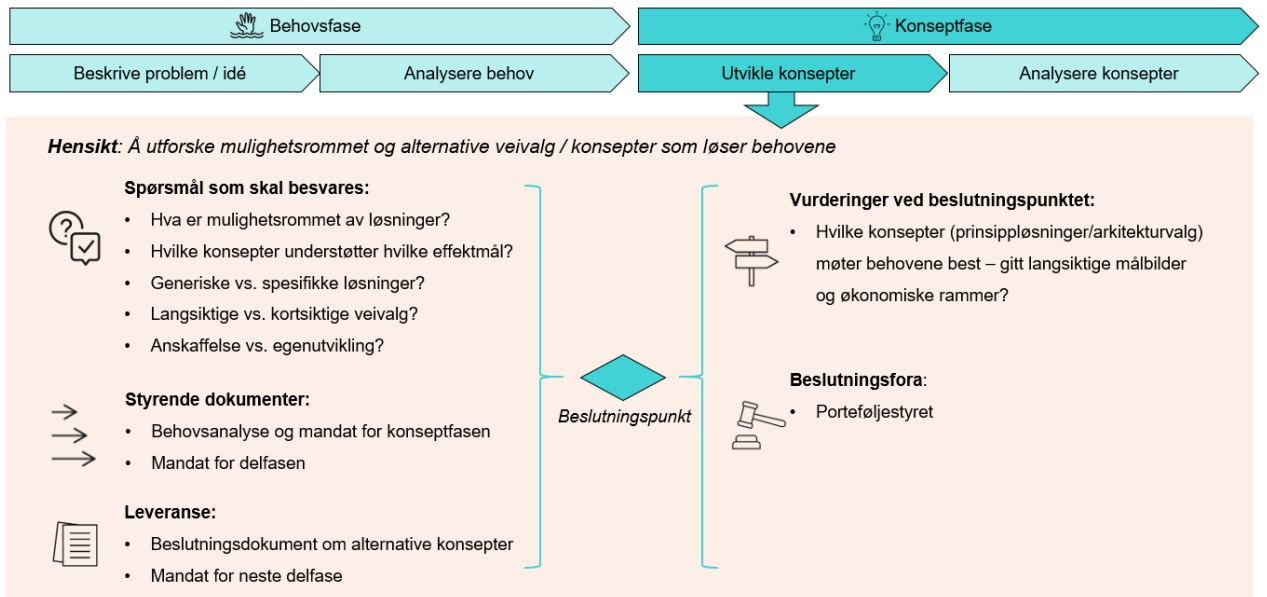 Behovsfase
Konseptfase
Beskrive problem / idé
Analysere behov
Utvikle konsepter
Analysere konsepter
Hensikt: Å utforske mulighetsrommet og alternative veivalg / konsepter som løser behovene
Spørsmål som skal besvares:
• Hva er mulighetsrommet av løsninger?
• Hvilke konsepter understøtter hvilke effektmål?
• Generiske vs. spesifikke løsninger?
• Langsiktige vs. kortsiktige veivalg?
• Anskaffelse vs. egenutvikling?
Styrende dokumenter:
• Behovsanalyse og mandat for konseptfasen
• Mandat for delfasen
Leveranse:
• Beslutningsdokument om alternative konsepter
• Mandat for neste delfase
Beslutningspunkt
Vurderinger ved beslutningspunktet:
• Hvilke konsepter (prinsippløsninger/arkitekturvalg)
møter behovene best – gitt langsiktige målbilder
og økonomiske rammer?
Beslutningsfora:
• Porteføljestyret